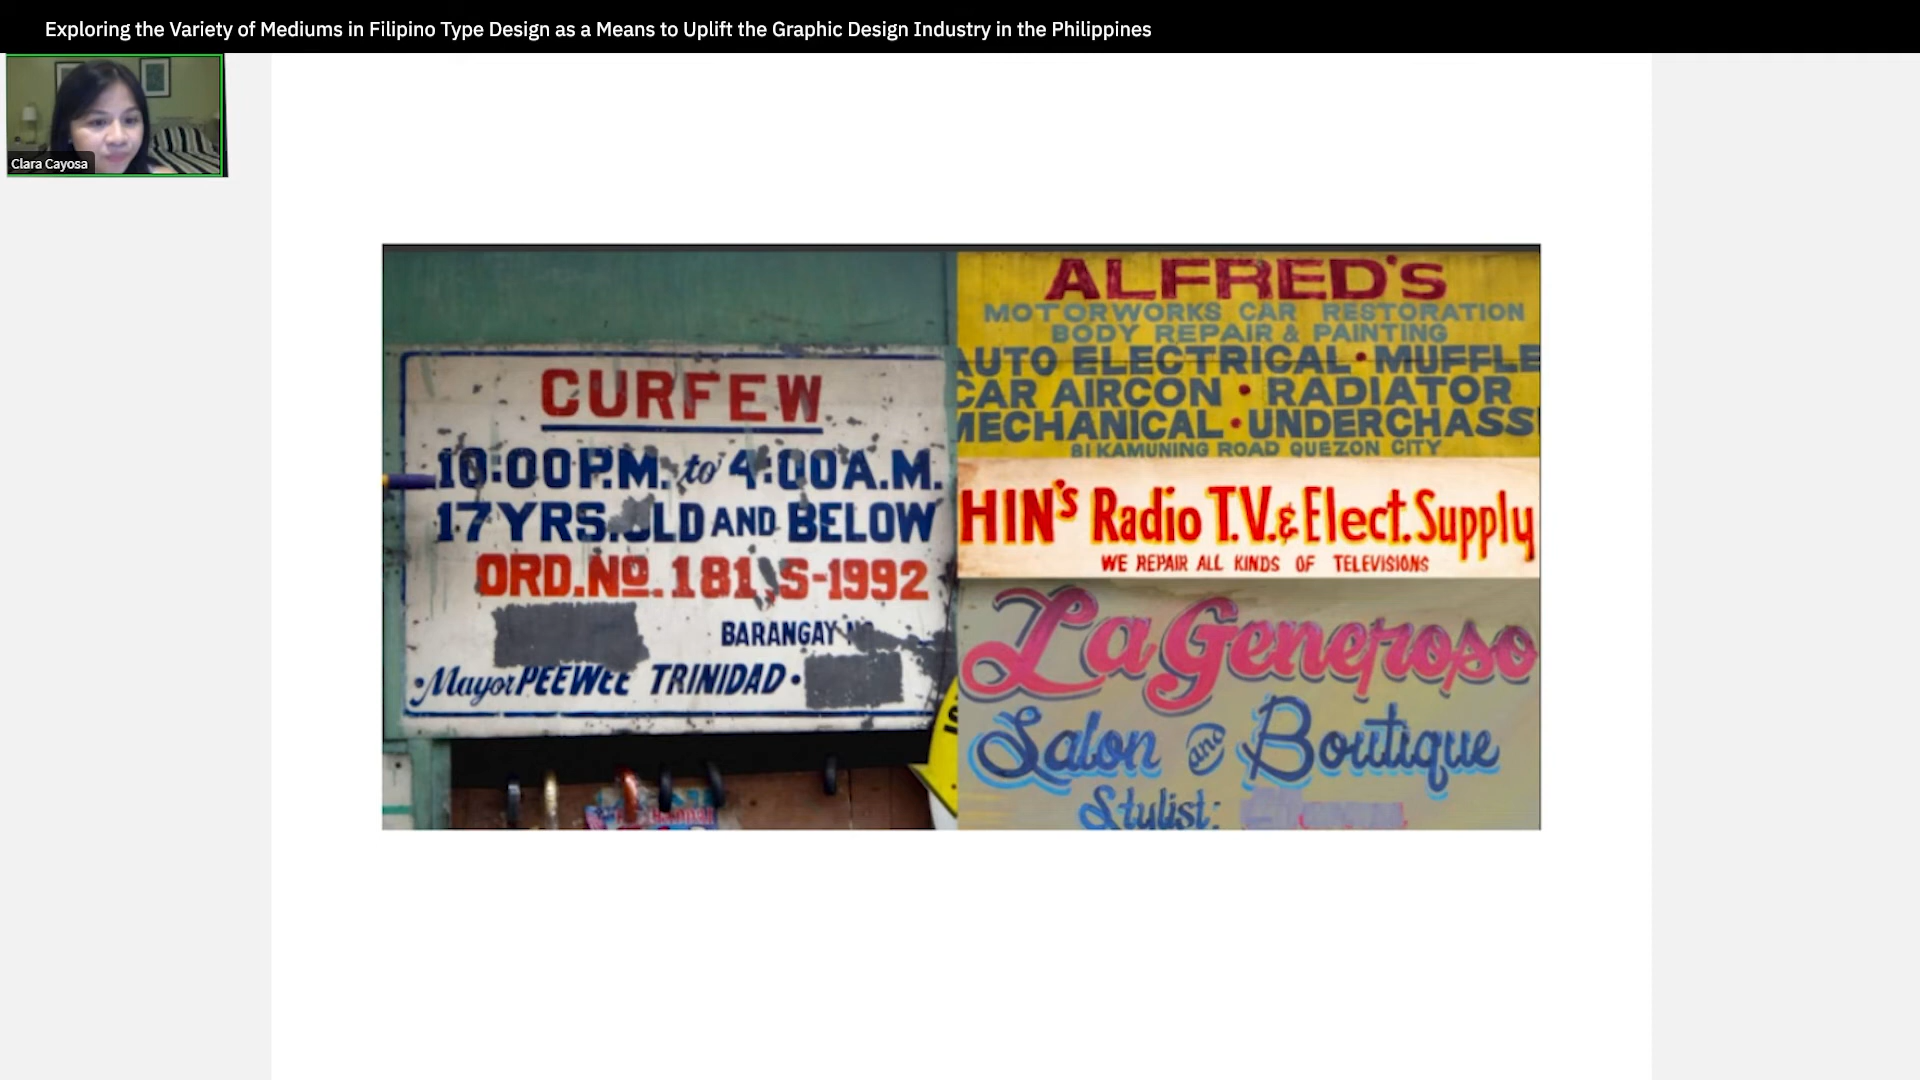 Exploring the Variety of Mediums in Filipino Type Design as a Means to Uplift the Graphic Design Industry in the Philippines
Clara Cayosa
CURFEW
10:00P.M. to 4:00A.M.
17YRS. OLD AND BELOW
ORD.No. 181,S-1992
BARANGAY
•Mayor PEEWEE TRINIDAD•
ALFRED'S
MOTORWORKS CAR RESTORATION
BODY REPAIR & PAINTING
AUTO ELECTRICAL • MUFFLE
CAR AIRCON • RADIATOR
MECHANICAL • UNDERCHASSI
81 KAMUNING ROAD QUEZON CITY
HIN'S Radio T.V. & Elect. Supply
WE REPAIR ALL KINDS OF TELEVISIONS
La Generoso
Salon and Boutique
Stylist: